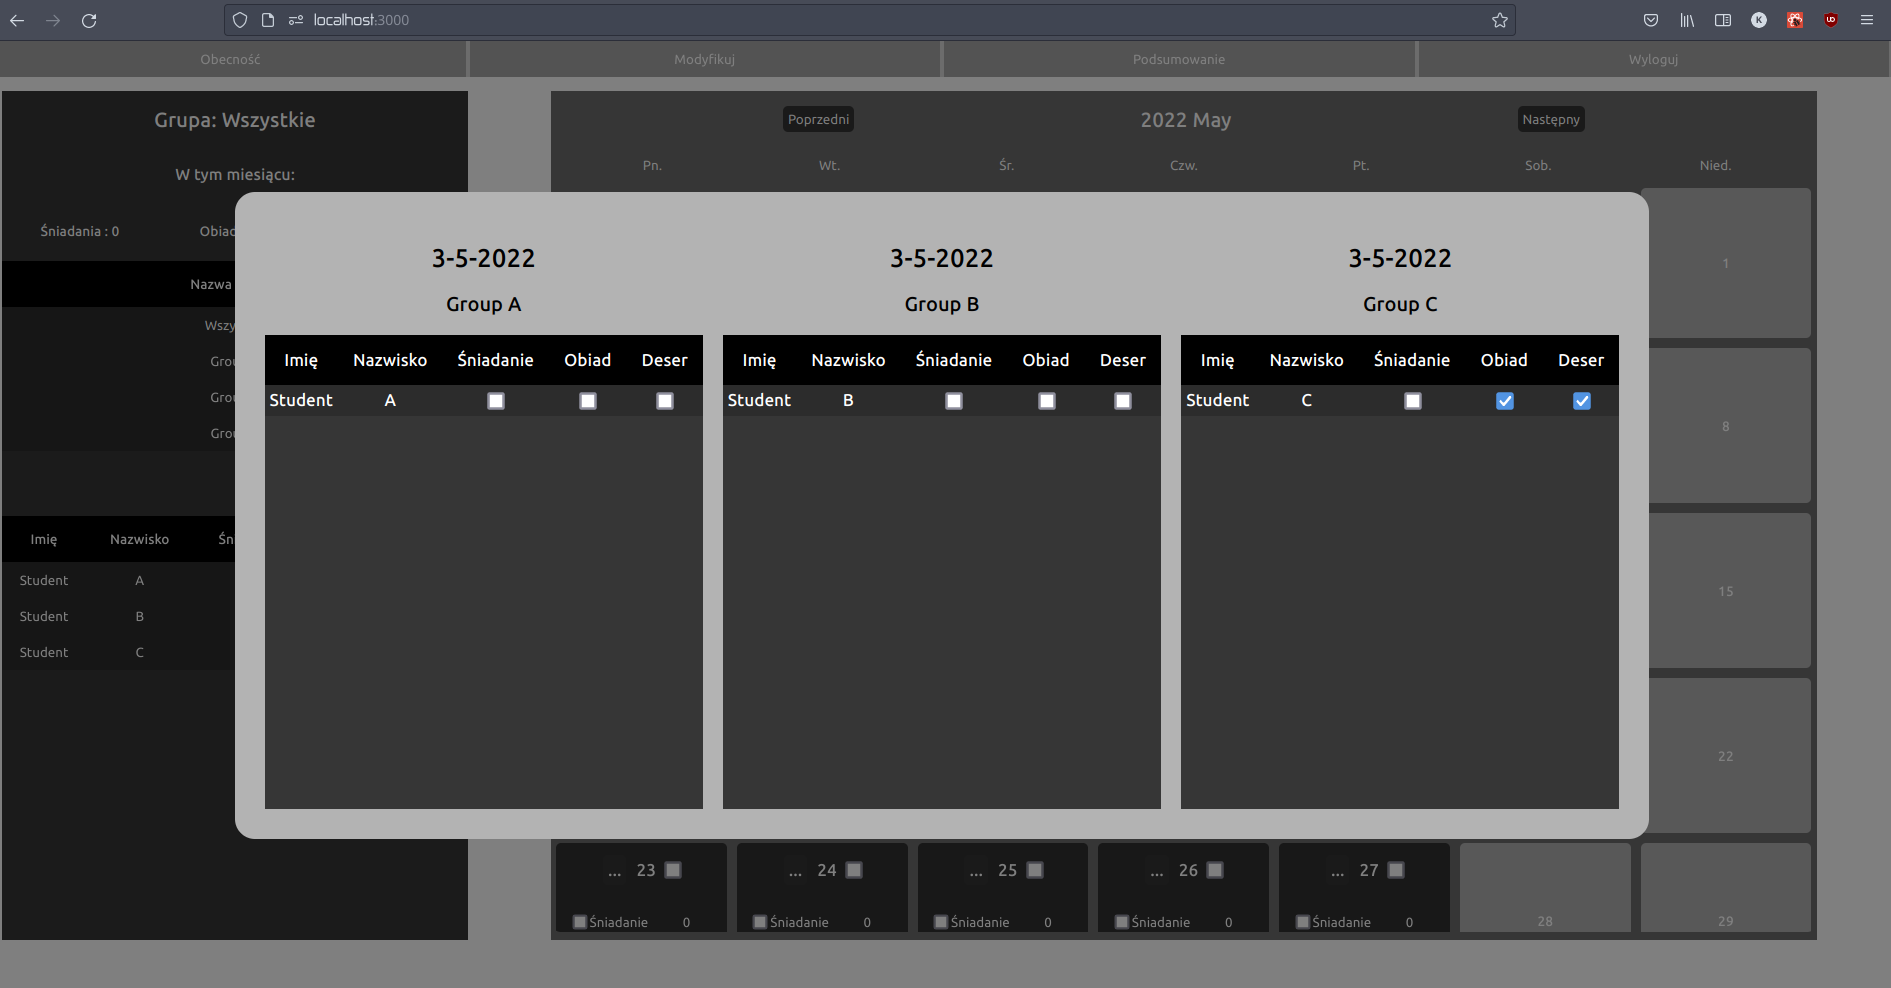 localhost:3000
Obecność Modyfikuj Podsumowanie Wyloguj
Grupa: Wszystkie
W tym miesiącu:
Śniadania : 0 Obiad
Nazwa
Wszy
Grou
Grou
Grou
Imię Nazwisko Śn
Student A
Student B
Student C
Poprzedni 2022 May Następny
Pn. Wt. Śr. Czw. Pt. Sob. Nied.
1
8
15
22
3-5-2022
Group A
Imię Nazwisko Śniadanie Obiad Deser
Student A
3-5-2022
Group B
Imię Nazwisko Śniadanie Obiad Deser
Student B
3-5-2022
Group C
Imię Nazwisko Śniadanie Obiad Deser
Student C
... 23 ... 24 ... 25 ... 26 ... 27
Śniadanie 0 Śniadanie 0 Śniadanie 0 Śniadanie 0 Śniadanie 0 28 29